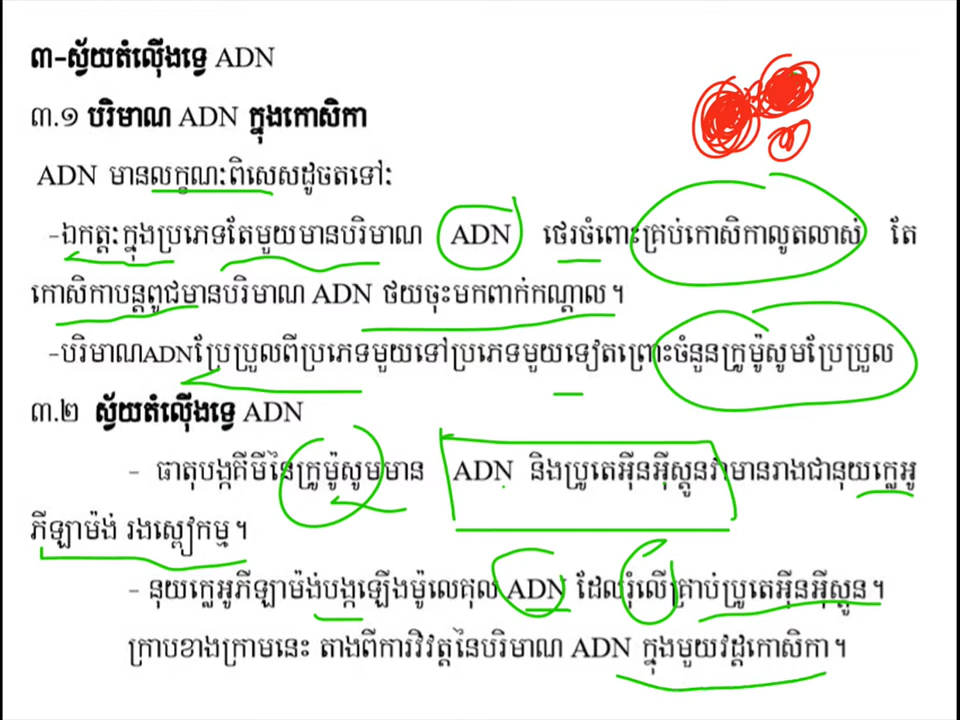 ៣-ស្វ័យតំឡើងទ្វេ ADN
៣.១ បរិមាណ ADN ក្នុងកោសិកា
ADN មានលក្ខណៈពិសេសដូចតទៅ:
-ឯកត្តៈក្នុងប្រភេទតែមួយមានបរិមាណ ADN ថេរចំពោះគ្រប់កោសិកាលូតលាស់ តែ
កោសិកាបន្តពូជមានបរិមាណ ADN ថយចុះមកពាក់កណ្តាល។
-បរិមាណADNប្រែប្រួលពីប្រភេទមួយទៅប្រភេទមួយទៀតព្រោះចំនួនក្រូម៉ូសូមប្រែប្រួល
៣.២ ស្វ័យតំឡើងទ្វេ ADN
- ធាតុបង្កគីមីនៃក្រូម៉ូសូមមាន ADN និងប្រូតេអ៊ីនអ៊ីស្តូនវាមានរាងជានុយក្លេអូ
ភីឡាម៉ង់ រងស្ពៀវកម្ម។
- នុយក្លេអូភីឡាម៉ង់បង្កឡើងម៉ូលេគុល ADN ដែលរុំលើគ្រាប់ប្រូតេអ៊ីនអ៊ីស្តូន។
ក្រាបខាងក្រាមនេះ តាងពីការវិវត្តនៃបរិមាណ ADN ក្នុងមួយវដ្តកោសិកា។